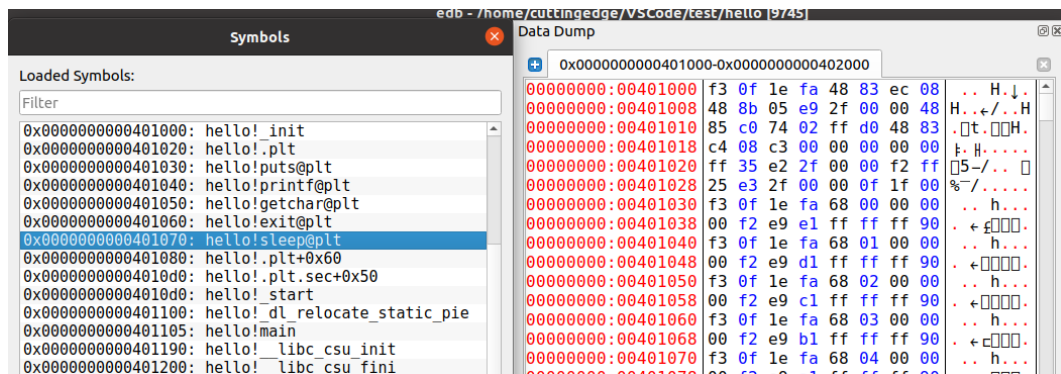 edb - /home/cuttingedge/VSCode/test/hello [9745]
Symbols
Loaded Symbols:
Filter
0x0000000000401000: hello!_init
0x0000000000401020: hello!.plt
0x0000000000401030: hello!puts@plt
0x0000000000401040: hello!printf@plt
0x0000000000401050: hello!getchar@plt
0x0000000000401060: hello!exit@plt
0x0000000000401070: hello!sleep@plt
0x0000000000401080: hello!.plt+0x60
0x00000000004010d0: hello!.plt.sec+0x50
0x00000000004010d0: hello!_start
0x0000000000401100: hello!_dl_relocate_static_pie
0x0000000000401105: hello!main
0x0000000000401190: hello!__libc_csu_init
0x0000000000401200: hello!__libc_csu_fini
Data Dump
0x0000000000401000-0x0000000000402000
00000000:00401000 f3 0f 1e fa 48 83 ec 08 .. H.↓.
00000000:00401008 48 8b 05 e9 2f 00 00 48 H..←/..H
00000000:00401010 85 c0 74 02 ff d0 48 83 .□t.□□H.
00000000:00401018 c4 08 c3 00 00 00 00 00
00000000:00401020 ff 35 e2 2f 00 00 f2 ff
00000000:00401028 25 e3 2f 00 00 0f 1f 00
00000000:00401030 f3 0f 1e fa 68 00 00 00 .. h...
00000000:00401038 00 f2 e9 e1 ff ff ff 90 . ←£□□□.
00000000:00401040 f3 0f 1e fa 68 01 00 00 .. h...
00000000:00401048 00 f2 e9 d1 ff ff ff 90 . ←□□□□.
00000000:00401050 f3 0f 1e fa 68 02 00 00 .. h...
00000000:00401058 00 f2 e9 c1 ff ff ff 90 . ←□□□□.
00000000:00401060 f3 0f 1e fa 68 03 00 00 .. h...
00000000:00401068 00 f2 e9 b1 ff ff ff 90
00000000:00401070 f3 0f 1e fa 68 04 00 00 .. h...